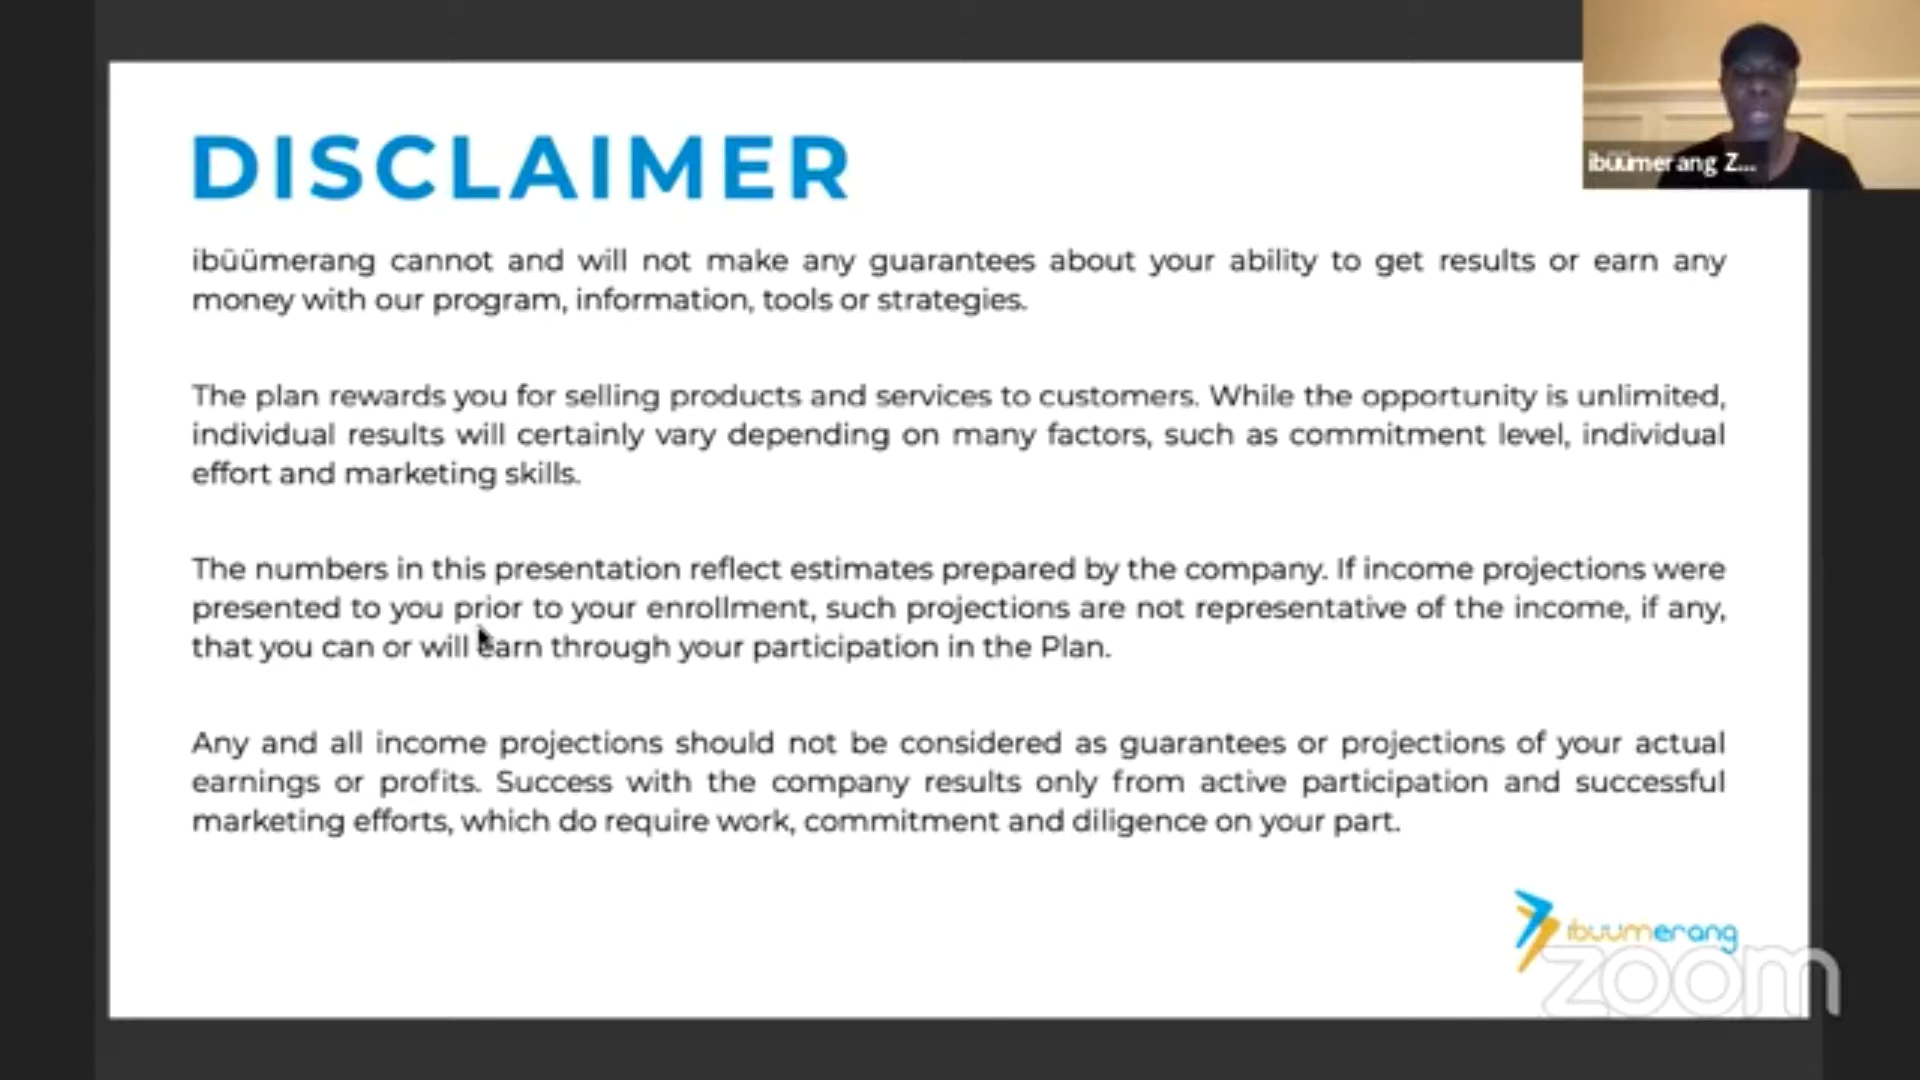 ibüümerang Z...
DISCLAIMER
ibüümerang cannot and will not make any guarantees about your ability to get results or earn any
money with our program, information, tools or strategies.
The plan rewards you for selling products and services to customers. While the opportunity is unlimited,
individual results will certainly vary depending on many factors, such as commitment level, individual
effort and marketing skills.
The numbers in this presentation reflect estimates prepared by the company. If income projections were
presented to you prior to your enrollment, such projections are not representative of the income, if any,
that you can or will earn through your participation in the Plan.
Any and all income projections should not be considered as guarantees or projections of your actual
earnings or profits. Success with the company results only from active participation and successful
marketing efforts, which do require work, commitment and diligence on your part.
ibuumerang
zoom